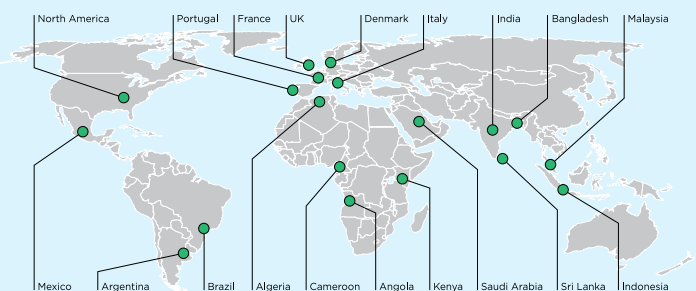 North America
Portugal
France
UK
Denmark
Italy
India
Bangladesh
Malaysia
Mexico
Argentina
Brazil
Algeria
Cameroon
Angola
Kenya
Saudi Arabia
Sri Lanka
Indonesia